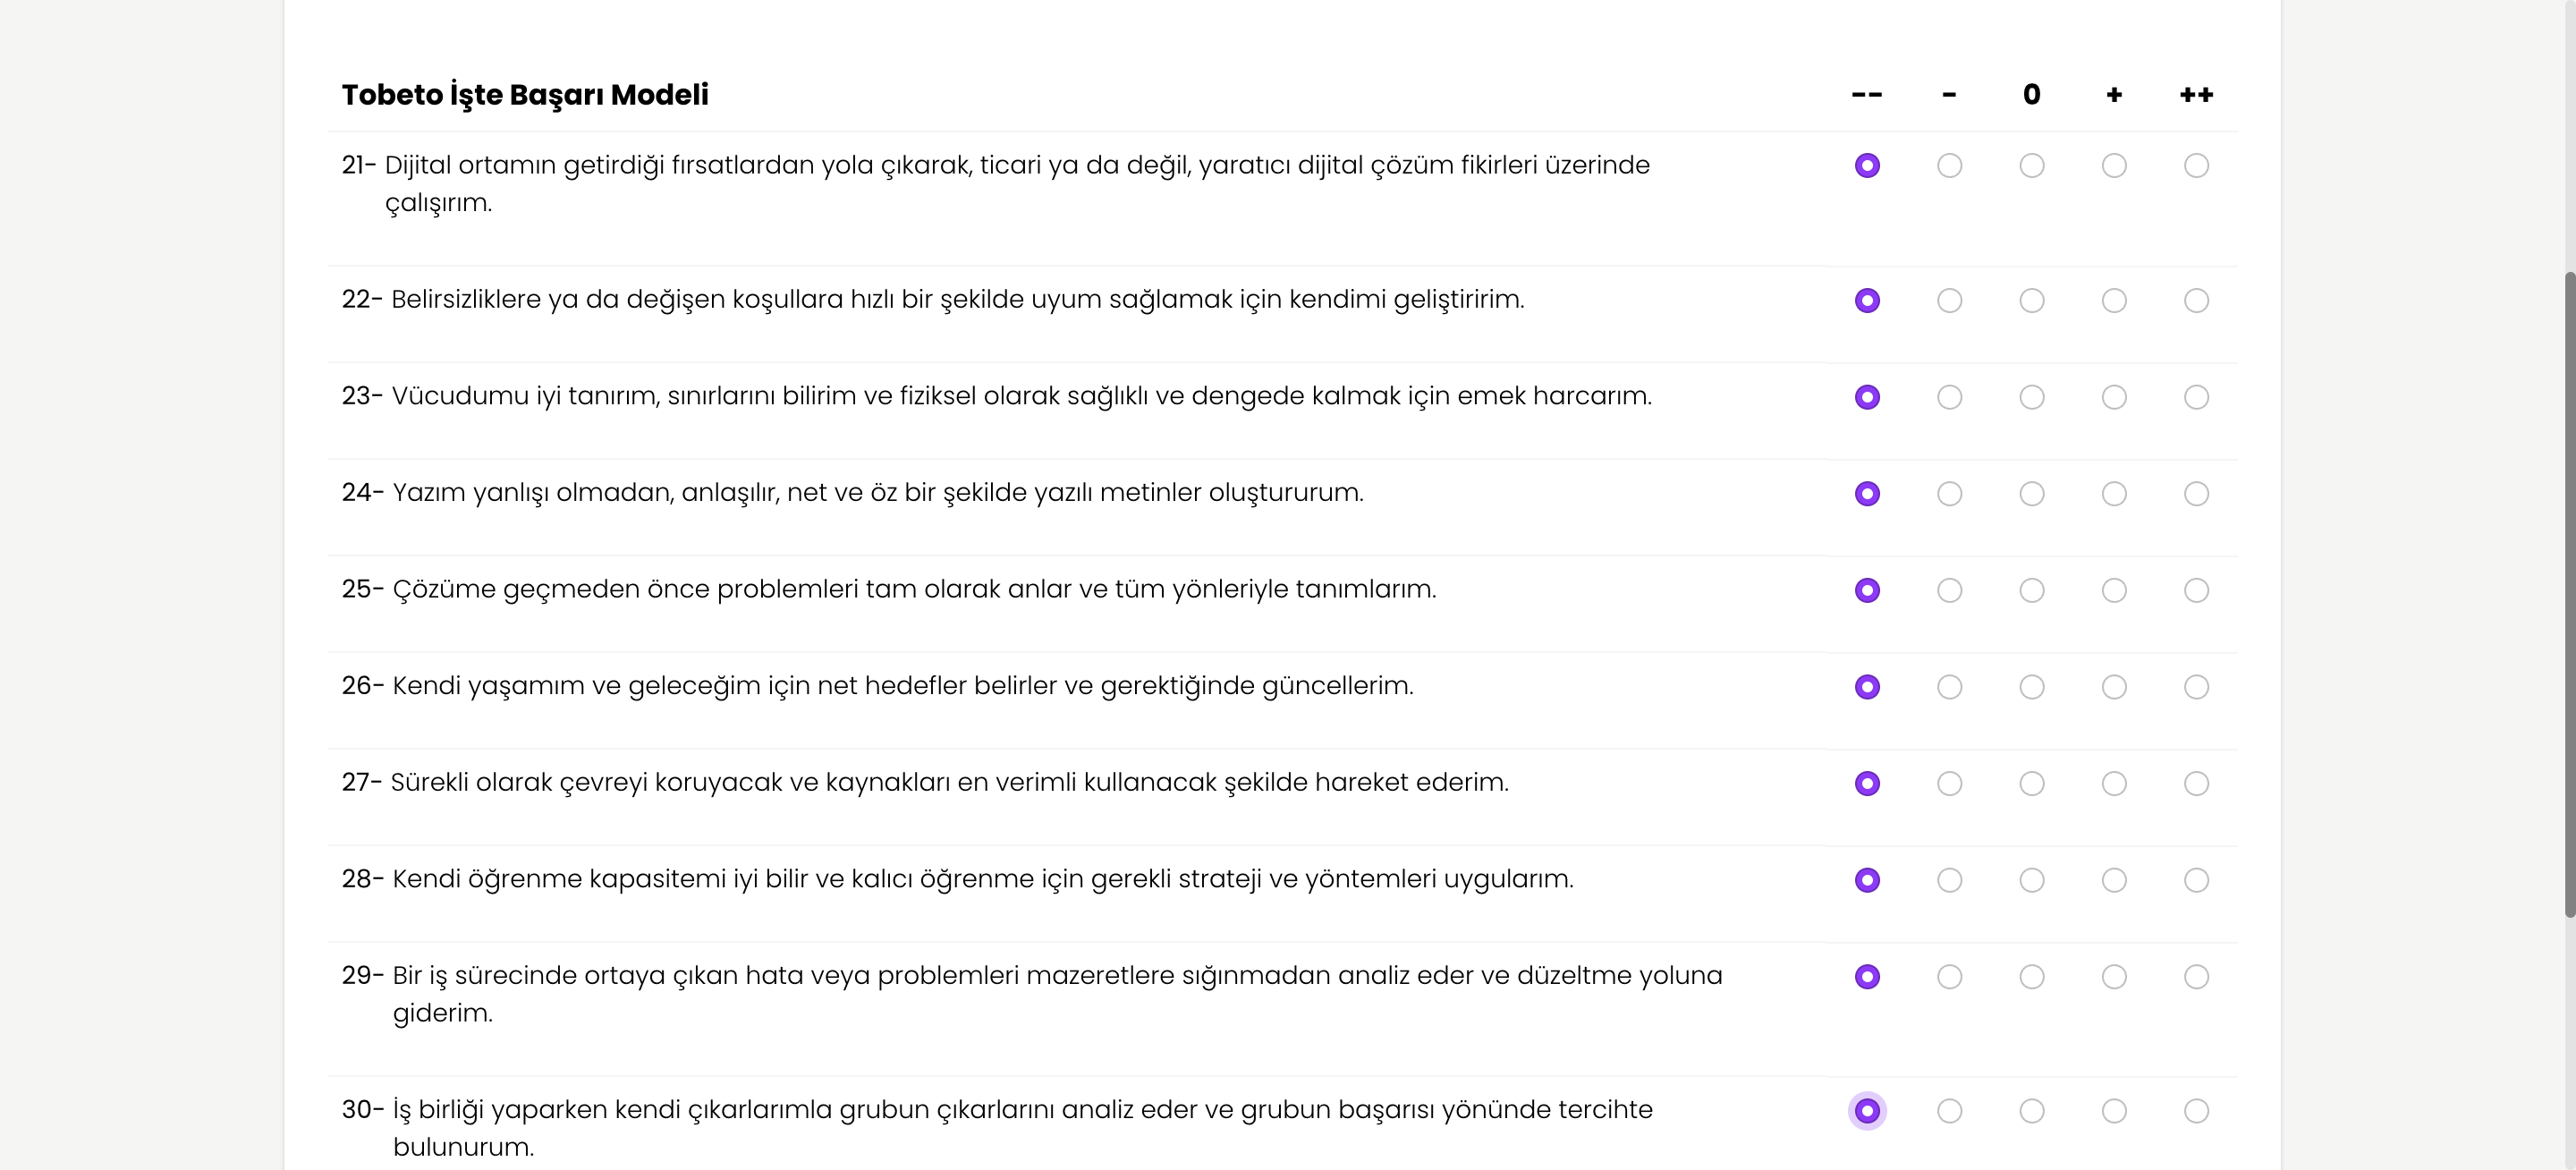 Tobeto İşte Başarı Modeli -- - 0 + ++
21- Dijital ortamın getirdiği fırsatlardan yola çıkarak, ticari ya da değil, yaratıcı dijital çözüm fikirleri üzerinde
çalışırım.
22- Belirsizliklere ya da değişen koşullara hızlı bir şekilde uyum sağlamak için kendimi geliştiririm.
23- Vücudumu iyi tanırım, sınırlarını bilirim ve fiziksel olarak sağlıklı ve dengede kalmak için emek harcarım.
24- Yazım yanlışı olmadan, anlaşılır, net ve öz bir şekilde yazılı metinler oluştururum.
25- Çözüme geçmeden önce problemleri tam olarak anlar ve tüm yönleriyle tanımlarım.
26- Kendi yaşamım ve geleceğim için net hedefler belirler ve gerektiğinde güncellerim.
27- Sürekli olarak çevreyi koruyacak ve kaynakları en verimli kullanacak şekilde hareket ederim.
28- Kendi öğrenme kapasitemi iyi bilir ve kalıcı öğrenme için gerekli strateji ve yöntemleri uygularım.
29- Bir iş sürecinde ortaya çıkan hata veya problemleri mazeretlere sığınmadan analiz eder ve düzeltme yoluna
giderim.
30- İş birliği yaparken kendi çıkarlarımla grubun çıkarlarını analiz eder ve grubun başarısı yönünde tercihte
bulunurum.